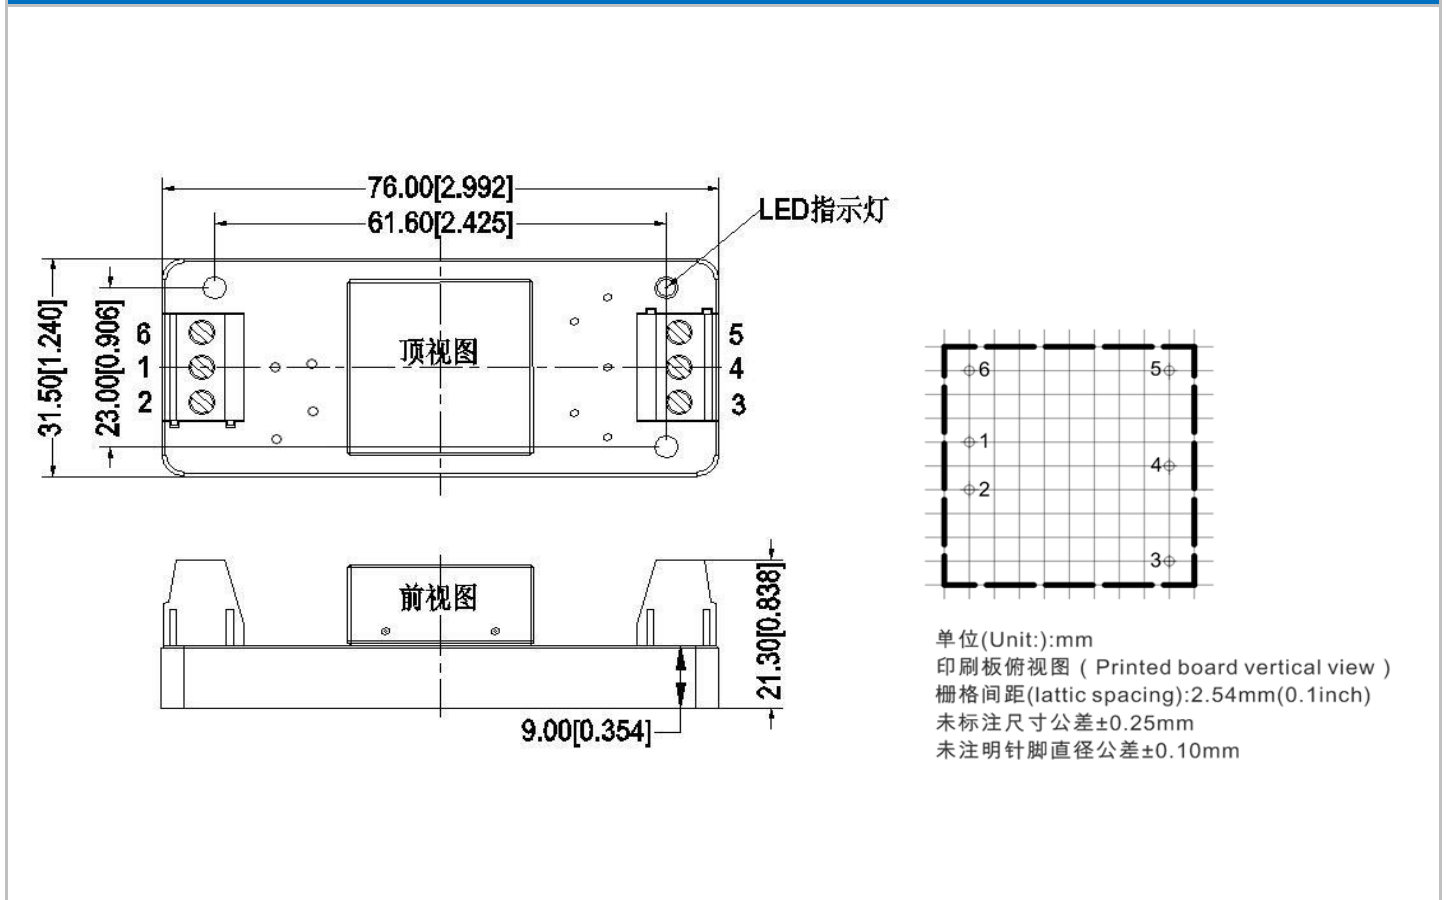 76.00[2.992]
61.60[2.425]
LED指示灯
31.50[1.240]
23.00[0.906]
6
1
2
顶视图
5
4
3
前视图
21.30[0.838]
9.00[0.354]
6
5
1
4
2
3
单位(Unit:):mm
印刷板俯视图 ( Printed board vertical view )
栅格间距(lattic spacing):2.54mm(0.1inch)
未标注尺寸公差±0.25mm
未注明针脚直径公差±0.10mm